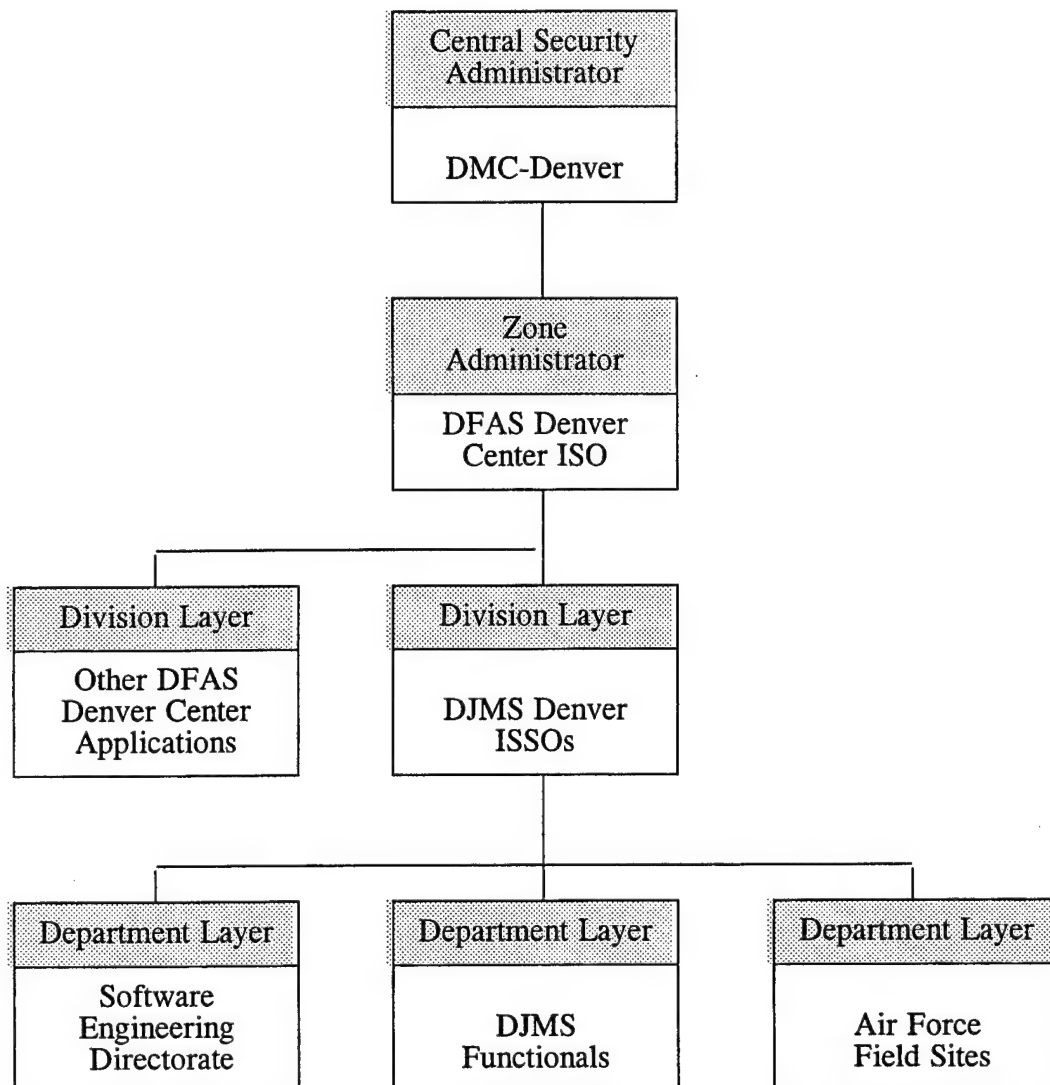 Central Security
Administrator
DMC-Denver
Zone
Administrator
DFAS Denver
Center ISO
Division Layer
Other DFAS
Denver Center
Applications
Division Layer
DJMS Denver
ISSOs
Department Layer
Software
Engineering
Directorate
Department Layer
DJMS
Functionals
Department Layer
Air Force
Field Sites